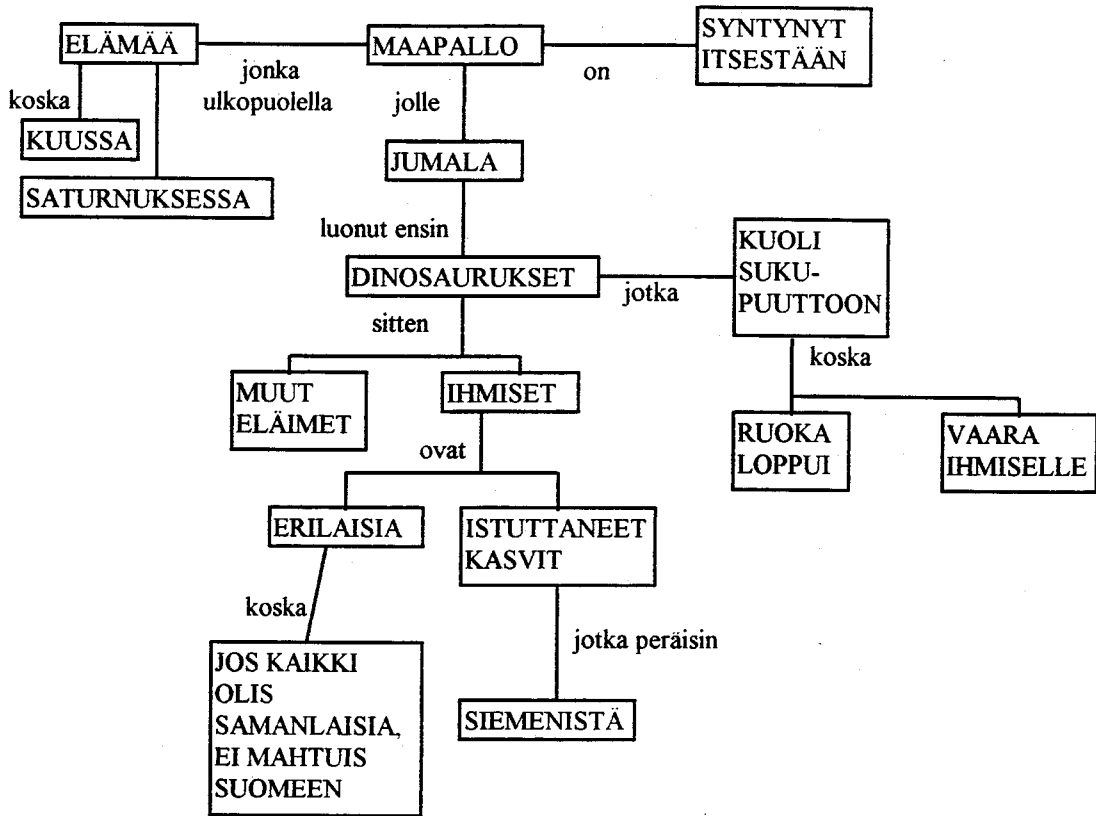 ELÄMÄÄ
MAAPALLO
SYNTYNYT
ITSESTÄÄN
jonka
ulkopuolella
on
koska
jolle
KUUSSA
JUMALA
SATURNUKSESSA
luonut ensin
KUOLI
SUKU-
PUUTTOON
DINOSAURUKSET
jotka
sitten
koska
MUUT
ELÄIMET
IHMISET
RUOKA
LOPPUI
VAARA
IHMISELLE
ovat
ERILAISIA
ISTUTTANEET
KASVIT
koska
jotka peräisin
JOS KAIKKI
OLIS
SAMANLAISIA,
EI MAHTUIS
SUOMEEN
SIEMENISTÄ